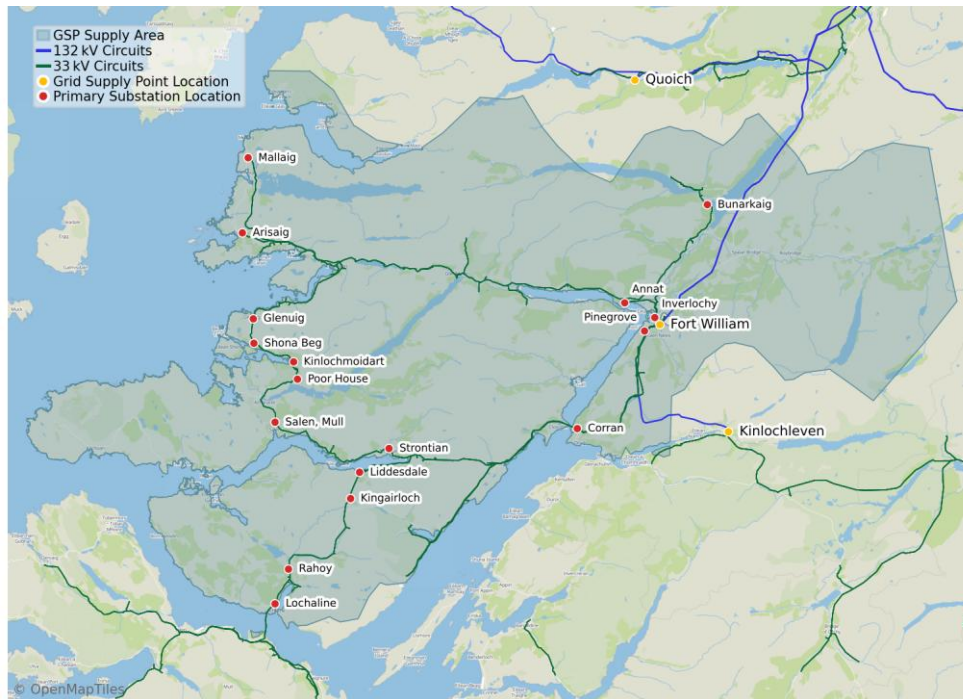 GSP Supply Area
132 kV Circuits
33 kV Circuits
Grid Supply Point Location
Primary Substation Location
Quoich
Mallaig
Bunarkaig
Arisaig
Annat
Inverlochy
Pinegrove
Fort William
Glenuig
Shona Beg
Kinlochmoidart
Poor House
Salen, Mull
Corran
Kinlochleven
Strontian
Liddesdale
Kingairloch
Rahoy
Lochaline
© OpenMapTiles